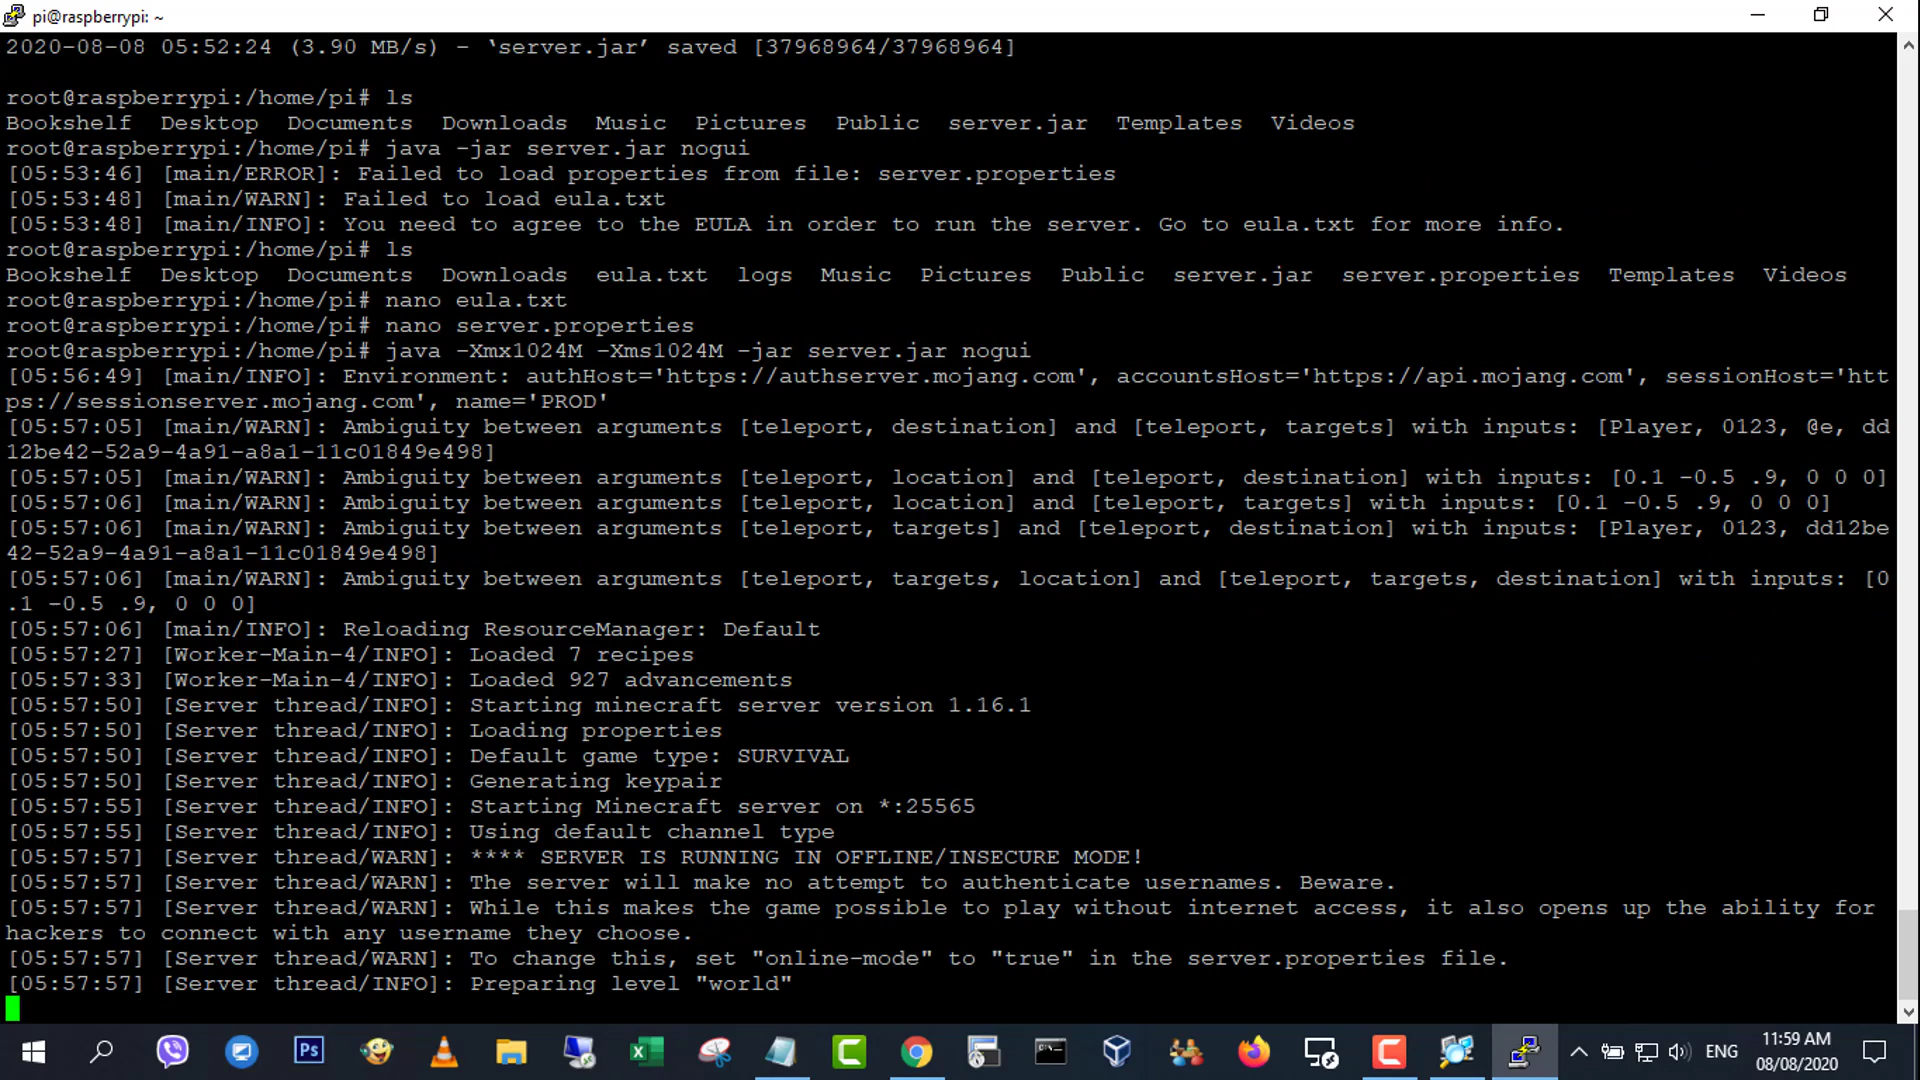 pi@raspberrypi: ~
2020-08-08 05:52:24 (3.90 MB/s) - ‘server.jar’ saved [37968964/37968964]
root@raspberrypi:/home/pi# ls
Bookshelf  Desktop  Documents  Downloads  Music  Pictures  Public  server.jar  Templates  Videos
root@raspberrypi:/home/pi# java -jar server.jar nogui
[05:53:46] [main/ERROR]: Failed to load properties from file: server.properties
[05:53:48] [main/WARN]: Failed to load eula.txt
[05:53:48] [main/INFO]: You need to agree to the EULA in order to run the server. Go to eula.txt for more info.
root@raspberrypi:/home/pi# ls
Bookshelf  Desktop  Documents  Downloads  eula.txt  logs  Music  Pictures  Public  server.jar  server.properties  Templates  Videos
root@raspberrypi:/home/pi# nano eula.txt
root@raspberrypi:/home/pi# nano server.properties
root@raspberrypi:/home/pi# java -Xmx1024M -Xms1024M -jar server.jar nogui
[05:56:49] [main/INFO]: Environment: authHost='https://authserver.mojang.com', accountsHost='https://api.mojang.com', sessionHost='htt
ps://sessionserver.mojang.com', name='PROD'
[05:57:05] [main/WARN]: Ambiguity between arguments [teleport, destination] and [teleport, targets] with inputs: [Player, 0123, @e, dd
12be42-52a9-4a91-a8a1-11c01849e498]
[05:57:05] [main/WARN]: Ambiguity between arguments [teleport, location] and [teleport, destination] with inputs: [0.1 -0.5 .9, 0 0 0]
[05:57:06] [main/WARN]: Ambiguity between arguments [teleport, location] and [teleport, targets] with inputs: [0.1 -0.5 .9, 0 0 0]
[05:57:06] [main/WARN]: Ambiguity between arguments [teleport, targets] and [teleport, destination] with inputs: [Player, 0123, dd12be
42-52a9-4a91-a8a1-11c01849e498]
[05:57:06] [main/WARN]: Ambiguity between arguments [teleport, targets, location] and [teleport, targets, destination] with inputs: [0
.1 -0.5 .9, 0 0 0]
[05:57:06] [main/INFO]: Reloading ResourceManager: Default
[05:57:27] [Worker-Main-4/INFO]: Loaded 7 recipes
[05:57:33] [Worker-Main-4/INFO]: Loaded 927 advancements
[05:57:50] [Server thread/INFO]: Starting minecraft server version 1.16.1
[05:57:50] [Server thread/INFO]: Loading properties
[05:57:50] [Server thread/INFO]: Default game type: SURVIVAL
[05:57:50] [Server thread/INFO]: Generating keypair
[05:57:55] [Server thread/INFO]: Starting Minecraft server on *:25565
[05:57:55] [Server thread/INFO]: Using default channel type
[05:57:57] [Server thread/WARN]: **** SERVER IS RUNNING IN OFFLINE/INSECURE MODE!
[05:57:57] [Server thread/WARN]: The server will make no attempt to authenticate usernames. Beware.
[05:57:57] [Server thread/WARN]: While this makes the game possible to play without internet access, it also opens up the ability for
hackers to connect with any username they choose.
[05:57:57] [Server thread/WARN]: To change this, set "online-mode" to "true" in the server.properties file.
[05:57:57] [Server thread/INFO]: Preparing level "world"
Ps
ENG
11:59 AM
08/08/2020